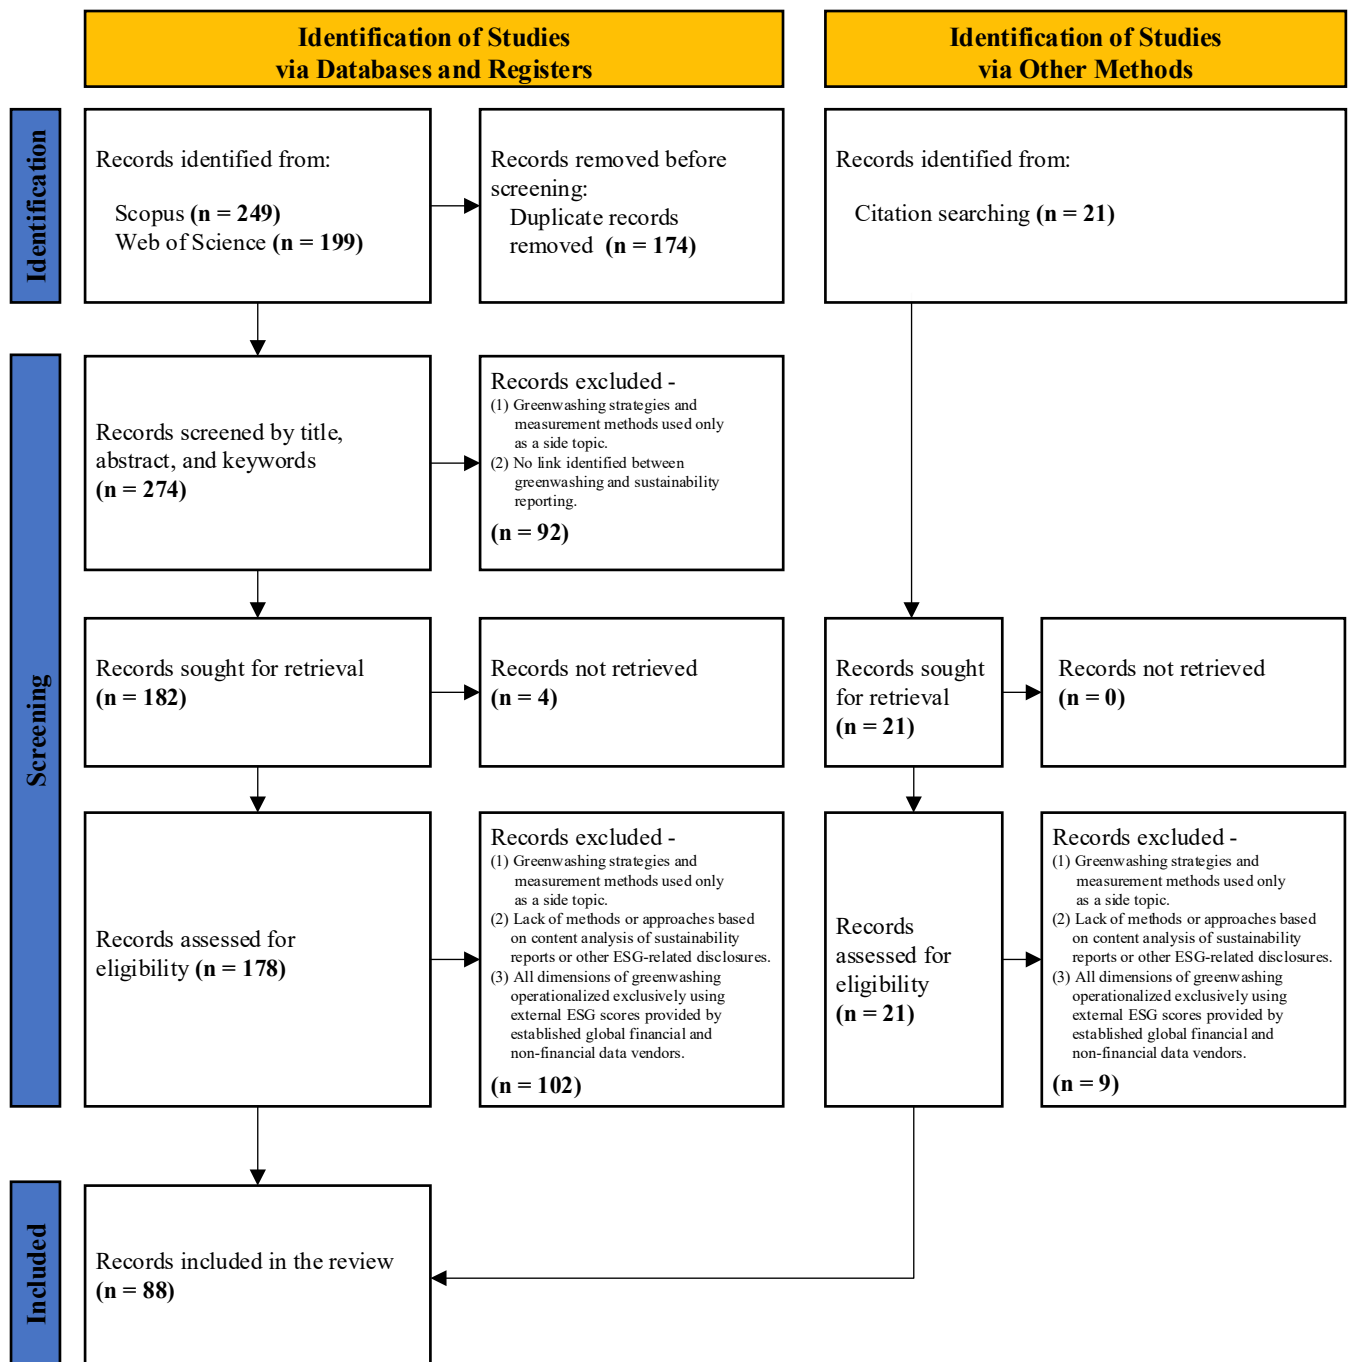 Identification of Studies
via Databases and Registers
Identification of Studies
via Other Methods
Identification
Records identified from:
Scopus (n = 249)
Web of Science (n = 199)
Records removed before
screening:
Duplicate records
removed (n = 174)
Records identified from:
Citation searching (n = 21)
Screening
Records screened by title,
abstract, and keywords
(n = 274)
Records excluded -
(1) Greenwashing strategies and
measurement methods used only
as a side topic.
(2) No link identified between
greenwashing and sustainability
reporting.
(n = 92)
Records sought for retrieval
(n = 182)
Records not retrieved
(n = 4)
Records sought
for retrieval
(n = 21)
Records not retrieved
(n = 0)
Records assessed for
eligibility (n = 178)
Records excluded -
(1) Greenwashing strategies and
measurement methods used only
as a side topic.
(2) Lack of methods or approaches based
on content analysis of sustainability
reports or other ESG-related disclosures.
(3) All dimensions of greenwashing
operationalized exclusively using
external ESG scores provided by
established global financial and
non-financial data vendors.
(n = 102)
Records
assessed for
eligibility
(n = 21)
Records excluded -
(1) Greenwashing strategies and
measurement methods used only
as a side topic.
(2) Lack of methods or approaches based
on content analysis of sustainability
reports or other ESG-related disclosures.
(3) All dimensions of greenwashing
operationalized exclusively using
external ESG scores provided by
established global financial and
non-financial data vendors.
(n = 9)
Included
Records included in the review
(n = 88)